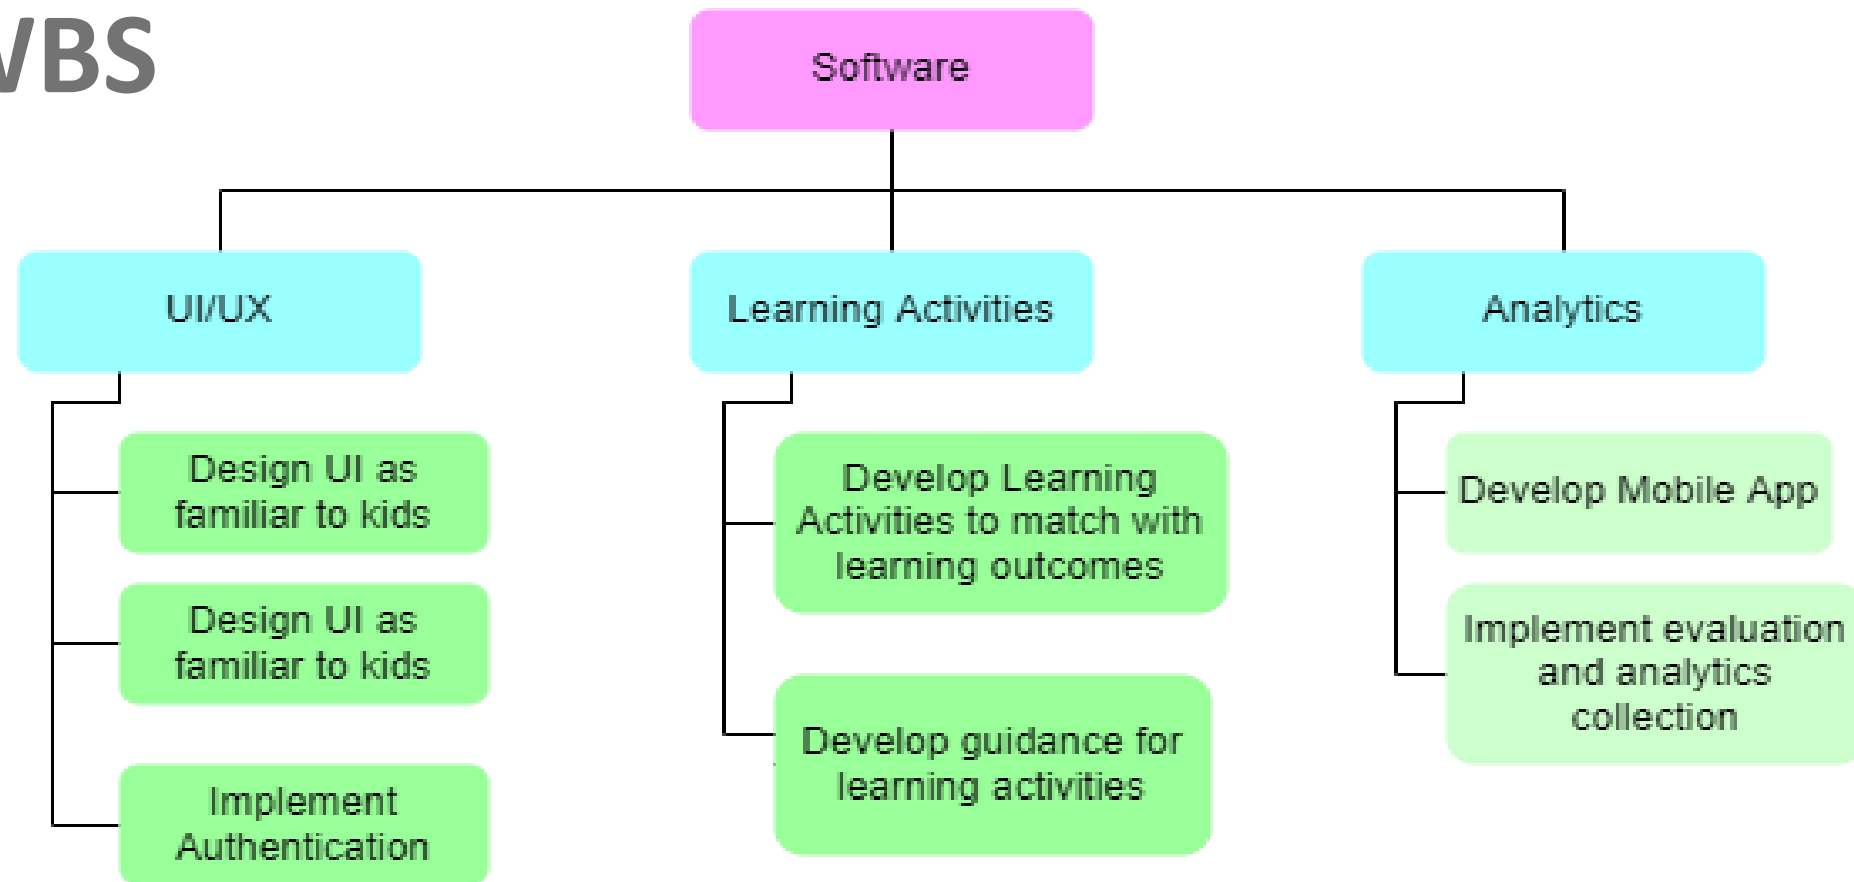 WBS
Software
UI/UX
Learning Activities
Analytics
Design UI as
familiar to kids
Design UI as
familiar to kids
Implement
Authentication
Develop Learning
Activities to match with
learning outcomes
Develop guidance for
learning activities
Develop Mobile App
Implement evaluation
and analytics
collection